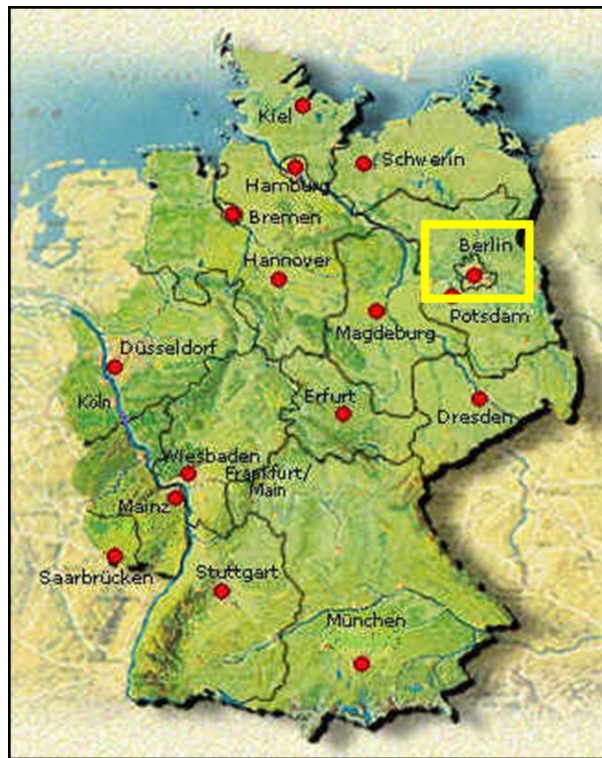 Kiel
Schwerin
Hamburg
Bremen
Berlin
Hannover
Potsdam
Magdeburg
Düsseldorf
Köln
Erfurt
Dresden
Wiesbaden
Frankfurt/
Main
Mainz
Saarbrücken
Stuttgart
München